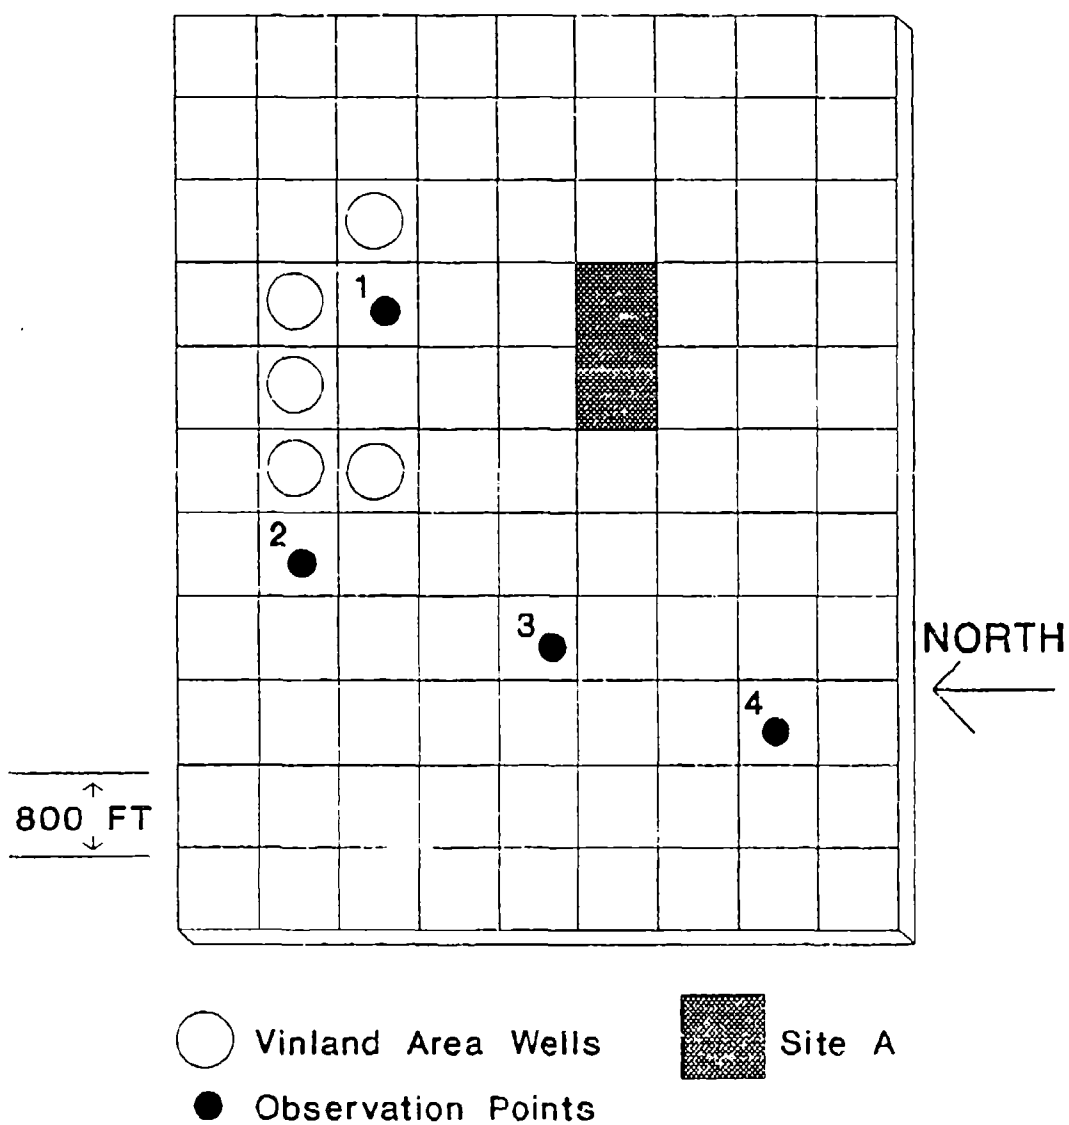 1
2
3
NORTH
4
800 FT
Vinland Area Wells
Site A
Observation Points